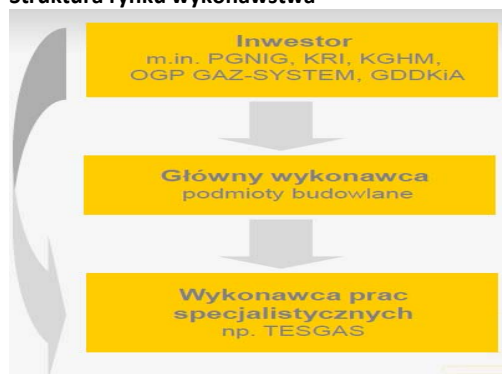 Struktura rynku wykonawstwa
Inwestor
m.in. PGNIG, KRI, KGHM,
OGP GAZ-SYSTEM, GDDKiA
Główny wykonawca
podmioty budowlane
Wykonawca prac
specjalistycznych
np. TESGAS